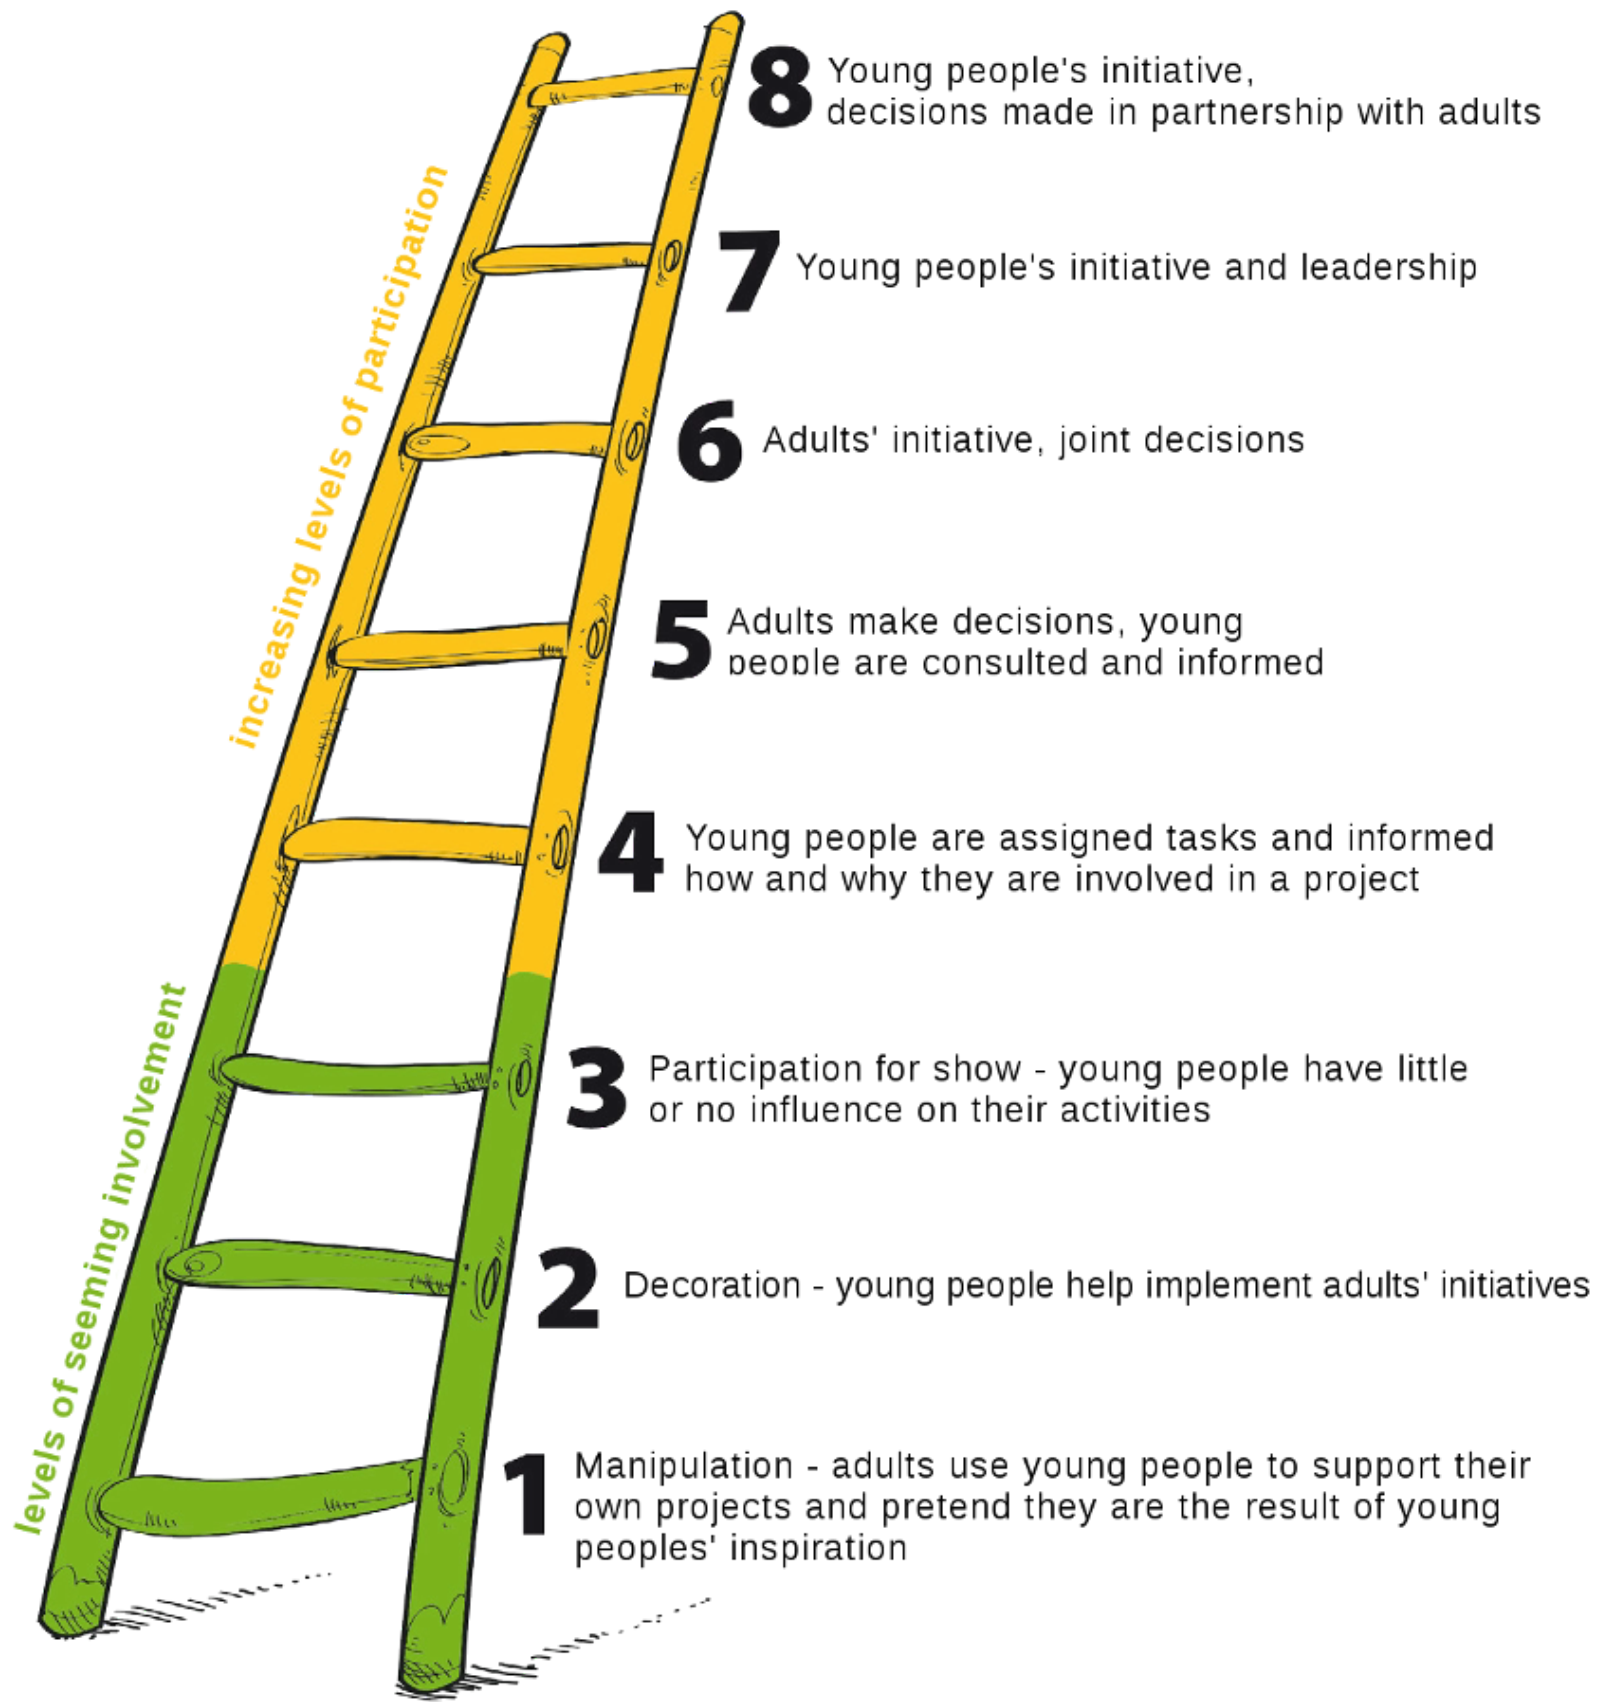 8 Young people's initiative,
decisions made in partnership with adults
7 Young people's initiative and leadership
6 Adults' initiative, joint decisions
5 Adults make decisions, young
people are consulted and informed
4 Young people are assigned tasks and informed
how and why they are involved in a project
increasing levels of participation
3 Participation for show - young people have little
or no influence on their activities
2 Decoration - young people help implement adults' initiatives
1 Manipulation - adults use young people to support their
own projects and pretend they are the result of young
peoples' inspiration
levels of seeming involvement